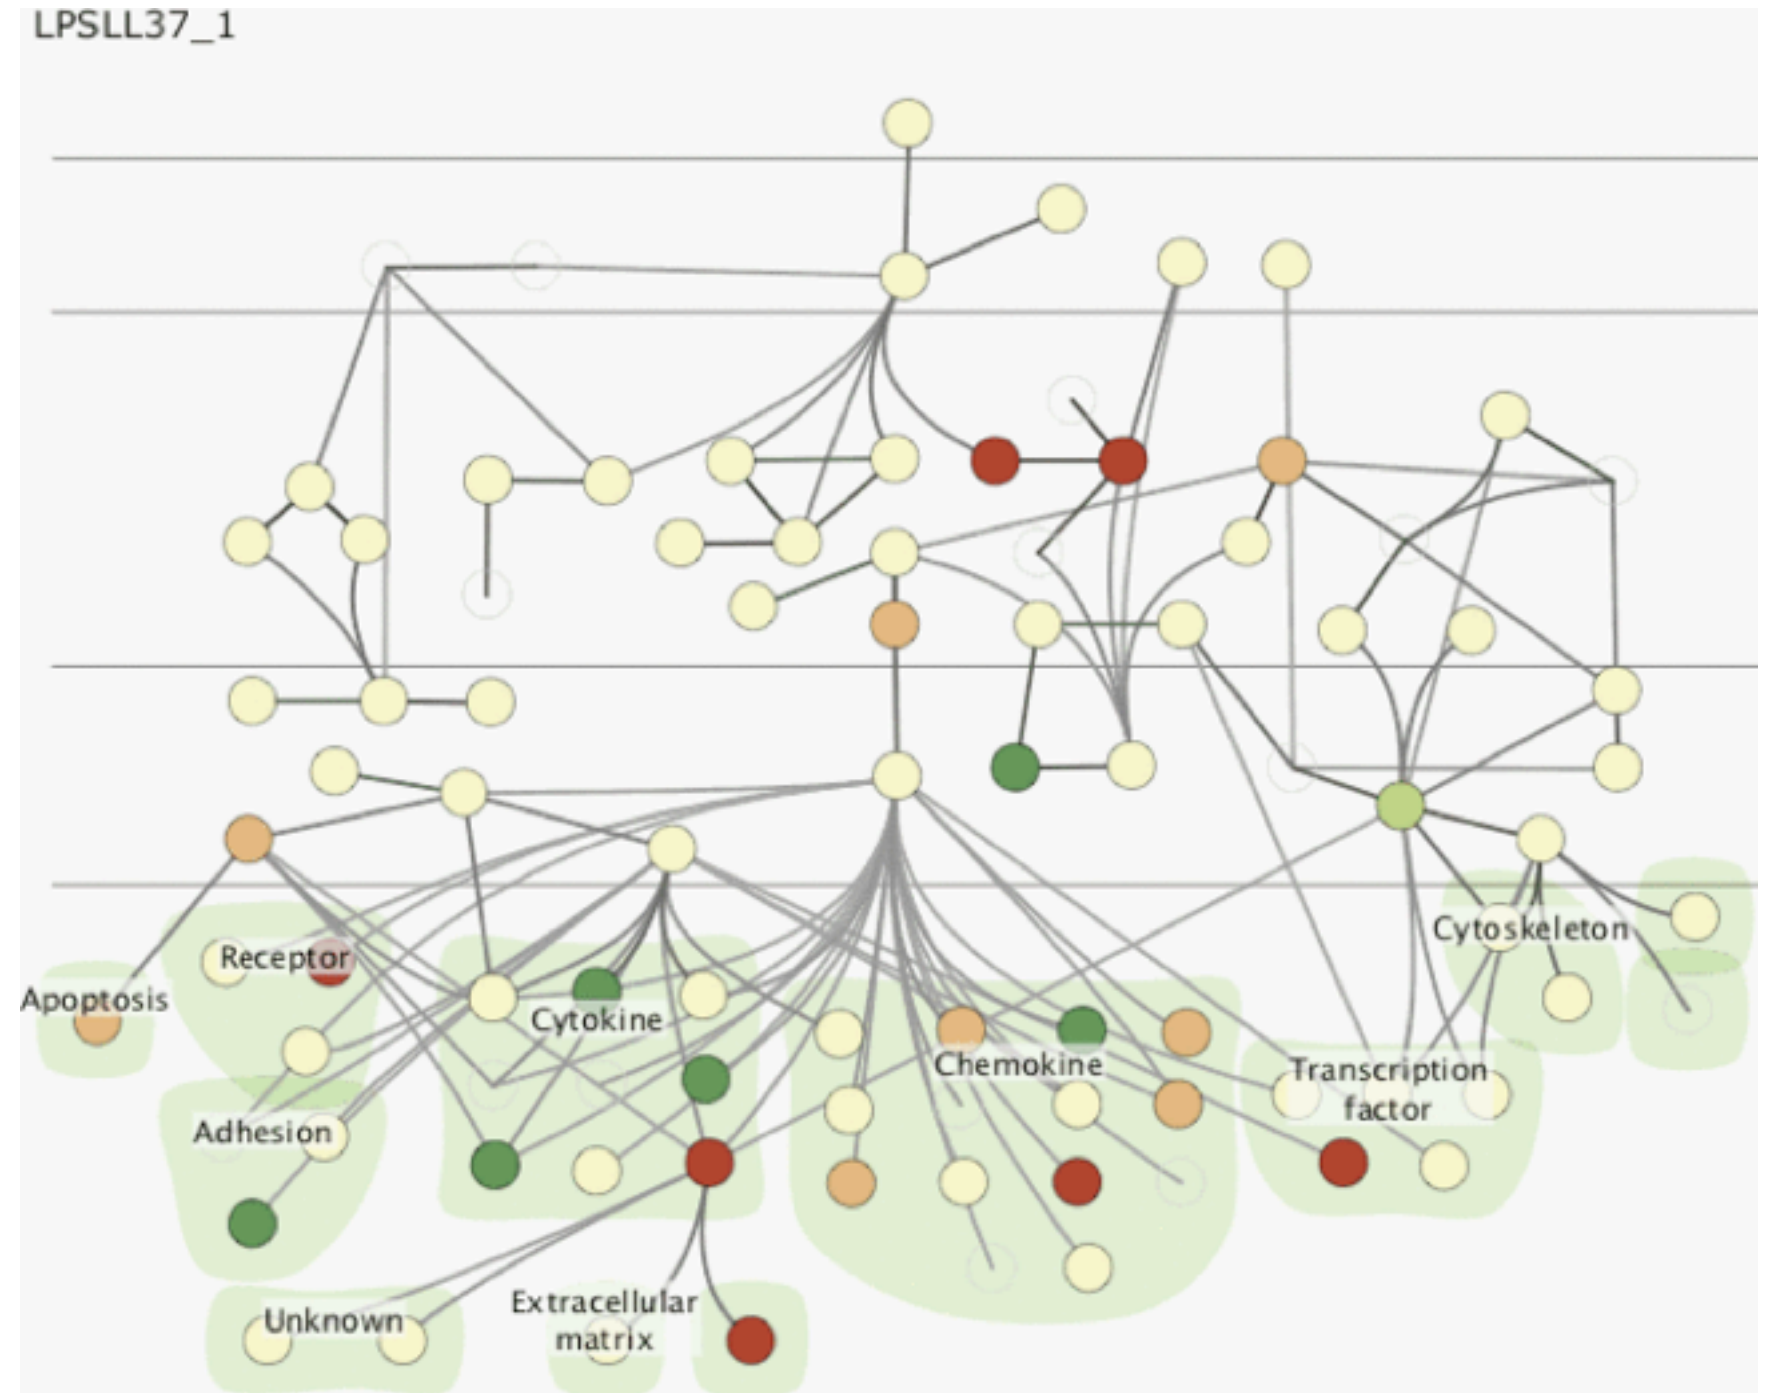 LPSLL37_1
Cytoskeleton
Receptor
Apoptosis
Cytokine
Chemokine
Transcription
factor
Adhesion
Extracellular
matrix
Unknown